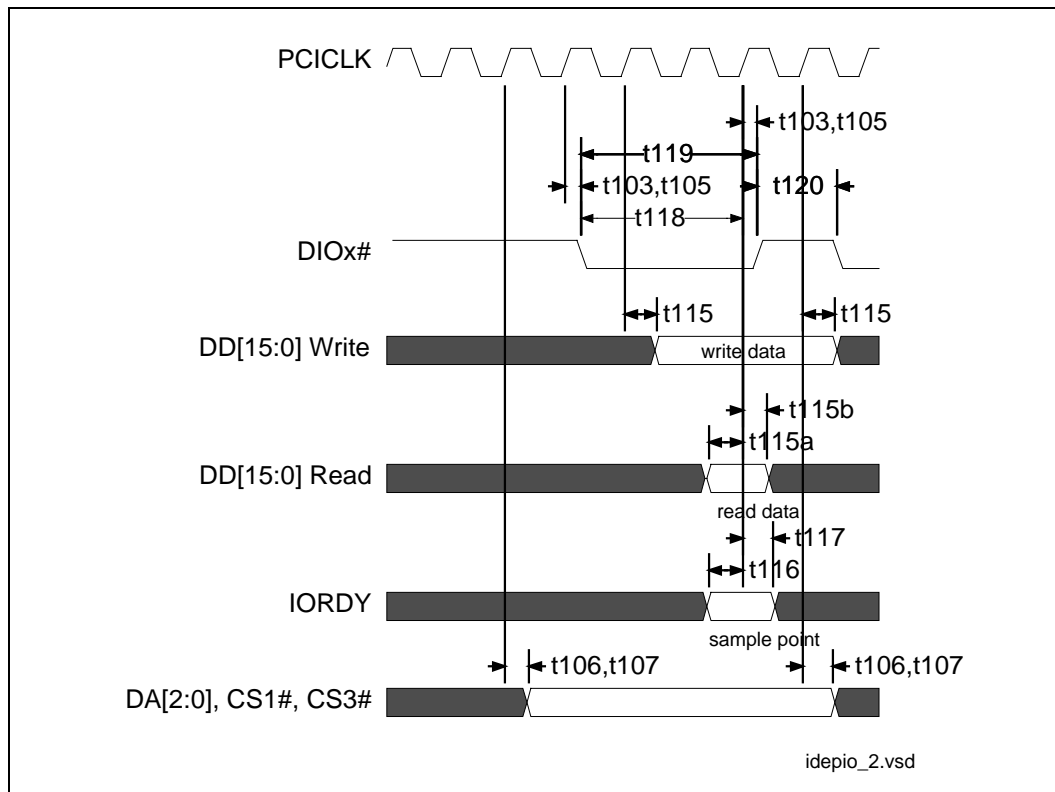 PCICLK
t103,t105
t119
t103,t105
t120
t118
DIOx#
t115
t115
DD[15:0] Write
write data
t115b
t115a
DD[15:0] Read
read data
t117
t116
IORDY
sample point
t106,t107
t106,t107
DA[2:0], CS1#, CS3#
idepio_2.vsd